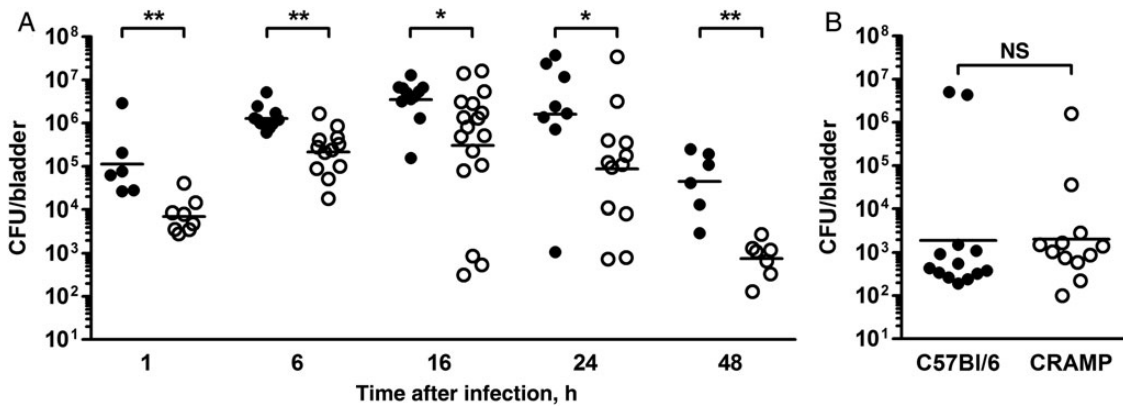 A
** ** * * **
CFU/bladder
10⁸
10⁷
10⁶
10⁵
10⁴
10³
10²
10¹
1 6 16 24 48
Time after infection, h
B
NS
CFU/bladder
10⁸
10⁷
10⁶
10⁵
10⁴
10³
10²
10¹
C57Bl/6 CRAMP